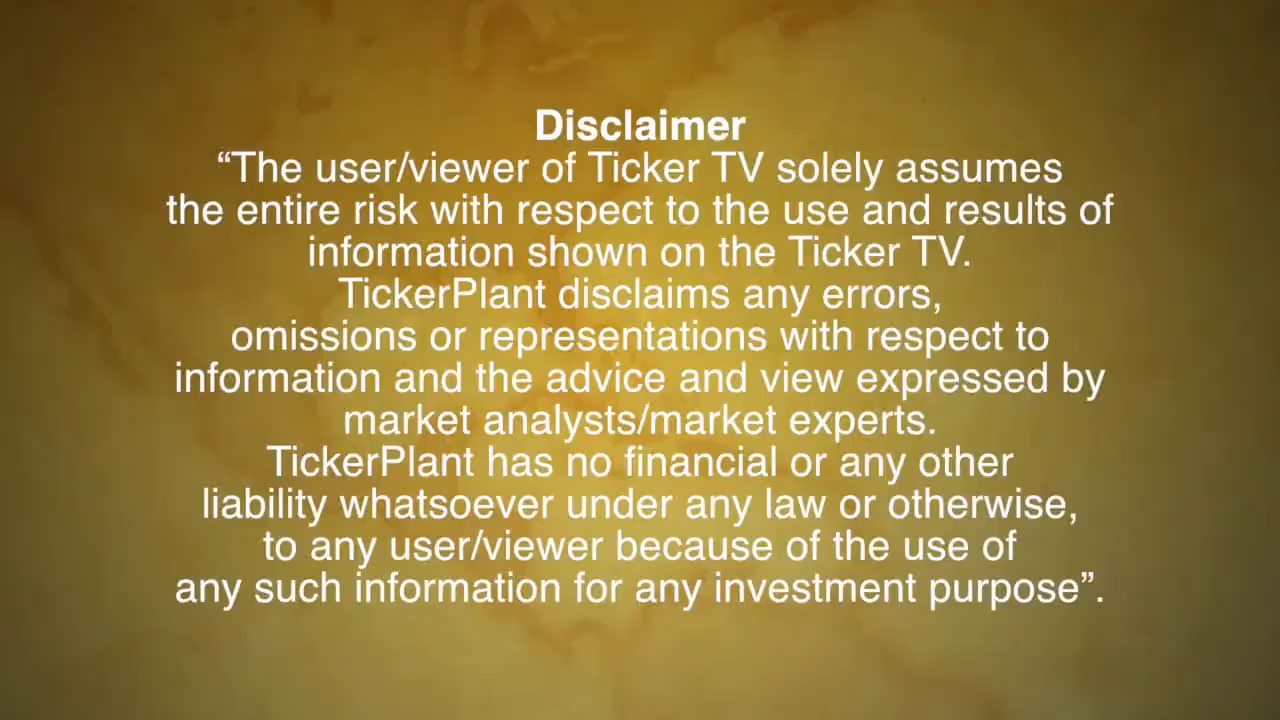 Disclaimer
“The user/viewer of Ticker TV solely assumes
the entire risk with respect to the use and results of
information shown on the Ticker TV.
TickerPlant disclaims any errors,
omissions or representations with respect to
information and the advice and view expressed by
market analysts/market experts.
TickerPlant has no financial or any other
liability whatsoever under any law or otherwise,
to any user/viewer because of the use of
any such information for any investment purpose”.